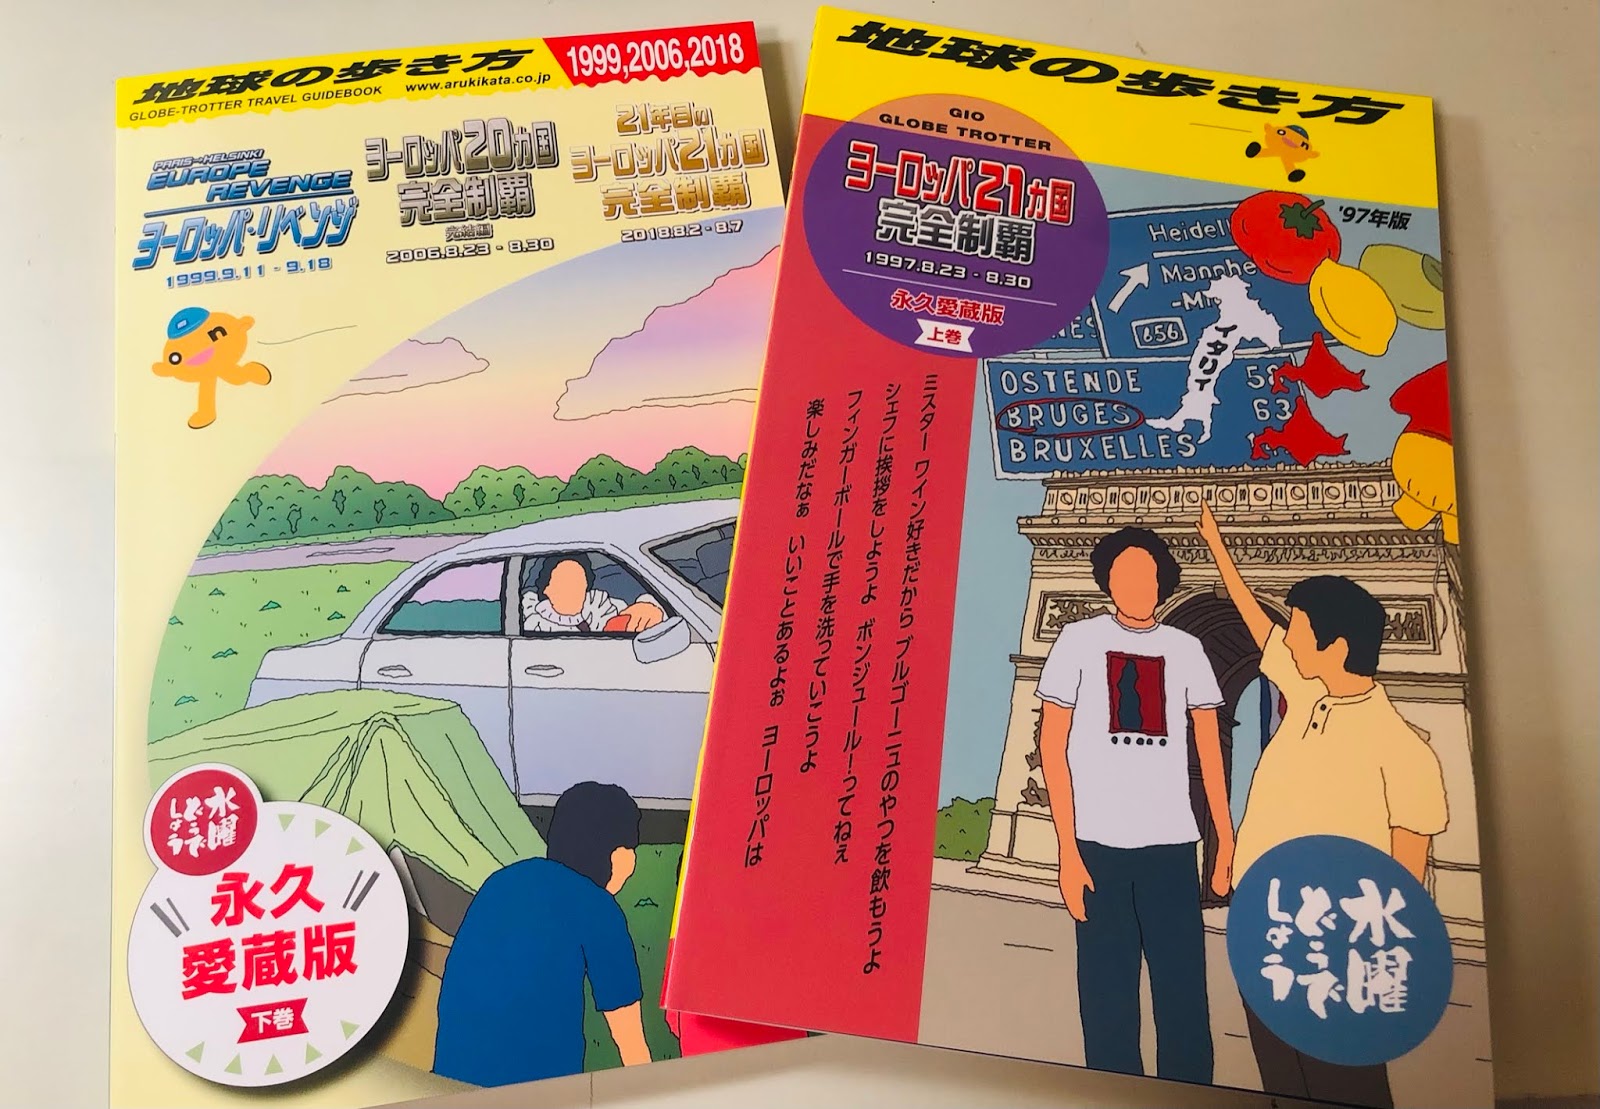 地球の歩き方
GLOBE-TROTTER TRAVEL GUIDEBOOK
www.arukikata.co.jp
1999,2006,2018
PARIS→HELSINKI
EUROPE
REVENGE
ヨーロッパ・リベンジ
1999.9.11 - 9.18
ヨーロッパ20ヵ国
完全制覇
完結編
2006.8.23 - 8.30
21年目の
ヨーロッパ21ヵ国
完全制覇
2018.8.2 - 8.7
n
水曜
どうで
しょう
永久
愛蔵版
下巻
地球の歩き方
GIO
GLOBE TROTTER
ヨーロッパ21ヵ国
完全制覇
1997.8.23 - 8.30
永久愛蔵版
上巻
'97年版
Heidel
Mannhe
-Mr
656
NES
イタリィ
OSTENDE
BRUGES
63
BRUXELLES
ミスター ワイン好きだから ブルゴーニュのやつを飲もうよ
シェフに挨拶をしようよ ボンジュール！ってねぇ
フィンガーボールで手を洗っていこうよ
楽しみだなぁ いいことあるよぉ ヨーロッパは
水曜
どうで
しょう